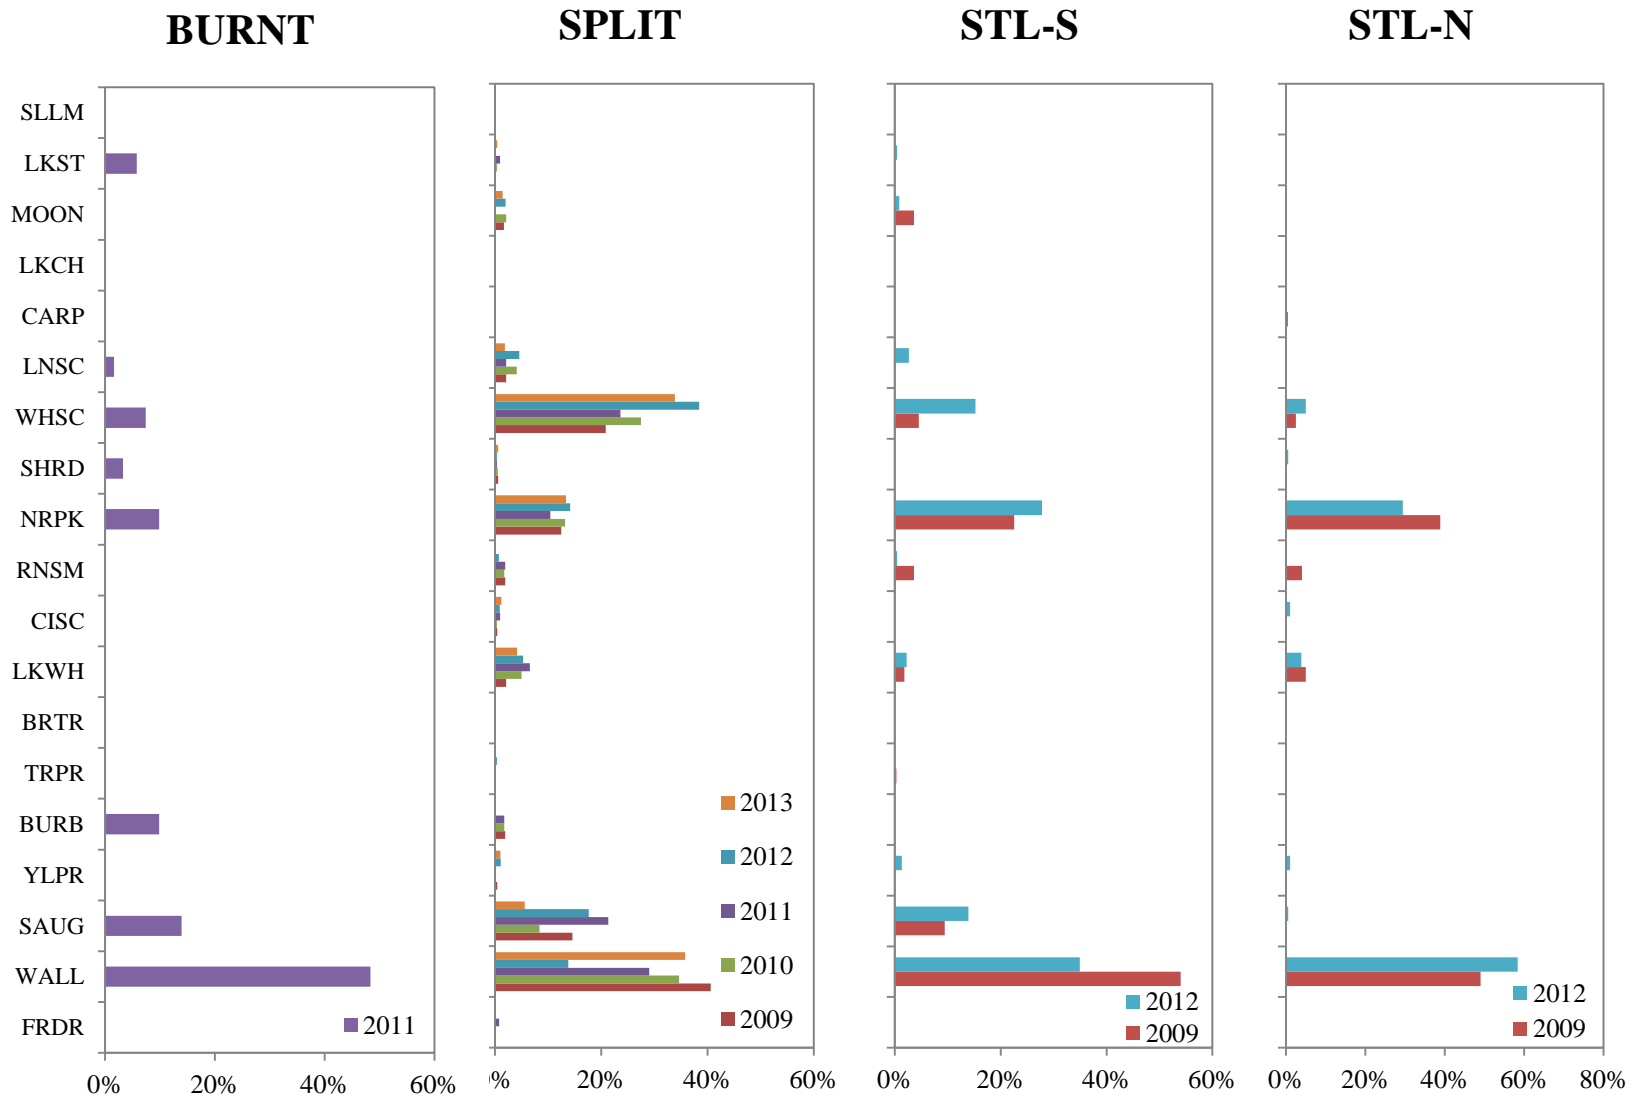 BURNT
SPLIT
STL-S
STL-N
SLLM
LKST
MOON
LKCH
CARP
LNSC
WHSC
SHRD
NRPK
RNSM
CISC
LKWH
BRTR
TRPR
BURB
YLPR
SAUG
WALL
FRDR
2011
2013
2012
2011
2010
2009
2012
2009
2012
2009
0% 20% 40% 60%
0% 20% 40% 60%
0% 20% 40% 60%
0% 20% 40% 60% 80%